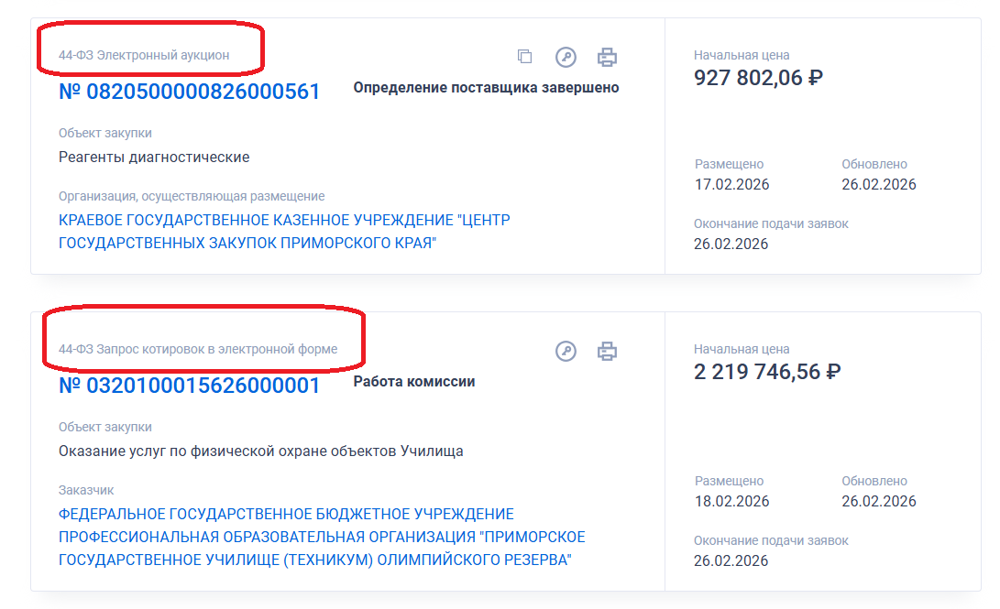 44-ФЗ Электронный аукцион
№ 0820500000826000561
Определение поставщика завершено
Объект закупки
Реагенты диагностические
Организация, осуществляющая размещение
КРАЕВОЕ ГОСУДАРСТВЕННОЕ КАЗЕННОЕ УЧРЕЖДЕНИЕ "ЦЕНТР
ГОСУДАРСТВЕННЫХ ЗАКУПОК ПРИМОРСКОГО КРАЯ"
Начальная цена
927 802,06 ₽
Размещено
17.02.2026
Обновлено
26.02.2026
Окончание подачи заявок
26.02.2026
44-ФЗ Запрос котировок в электронной форме
№ 0320100015626000001
Работа комиссии
Объект закупки
Оказание услуг по физической охране объектов Училища
Заказчик
ФЕДЕРАЛЬНОЕ ГОСУДАРСТВЕННОЕ БЮДЖЕТНОЕ УЧРЕЖДЕНИЕ
ПРОФЕССИОНАЛЬНАЯ ОБРАЗОВАТЕЛЬНАЯ ОРГАНИЗАЦИЯ "ПРИМОРСКОЕ
ГОСУДАРСТВЕННОЕ УЧИЛИЩЕ (ТЕХНИКУМ) ОЛИМПИЙСКОГО РЕЗЕРВА"
Начальная цена
2 219 746,56 ₽
Размещено
18.02.2026
Обновлено
26.02.2026
Окончание подачи заявок
26.02.2026